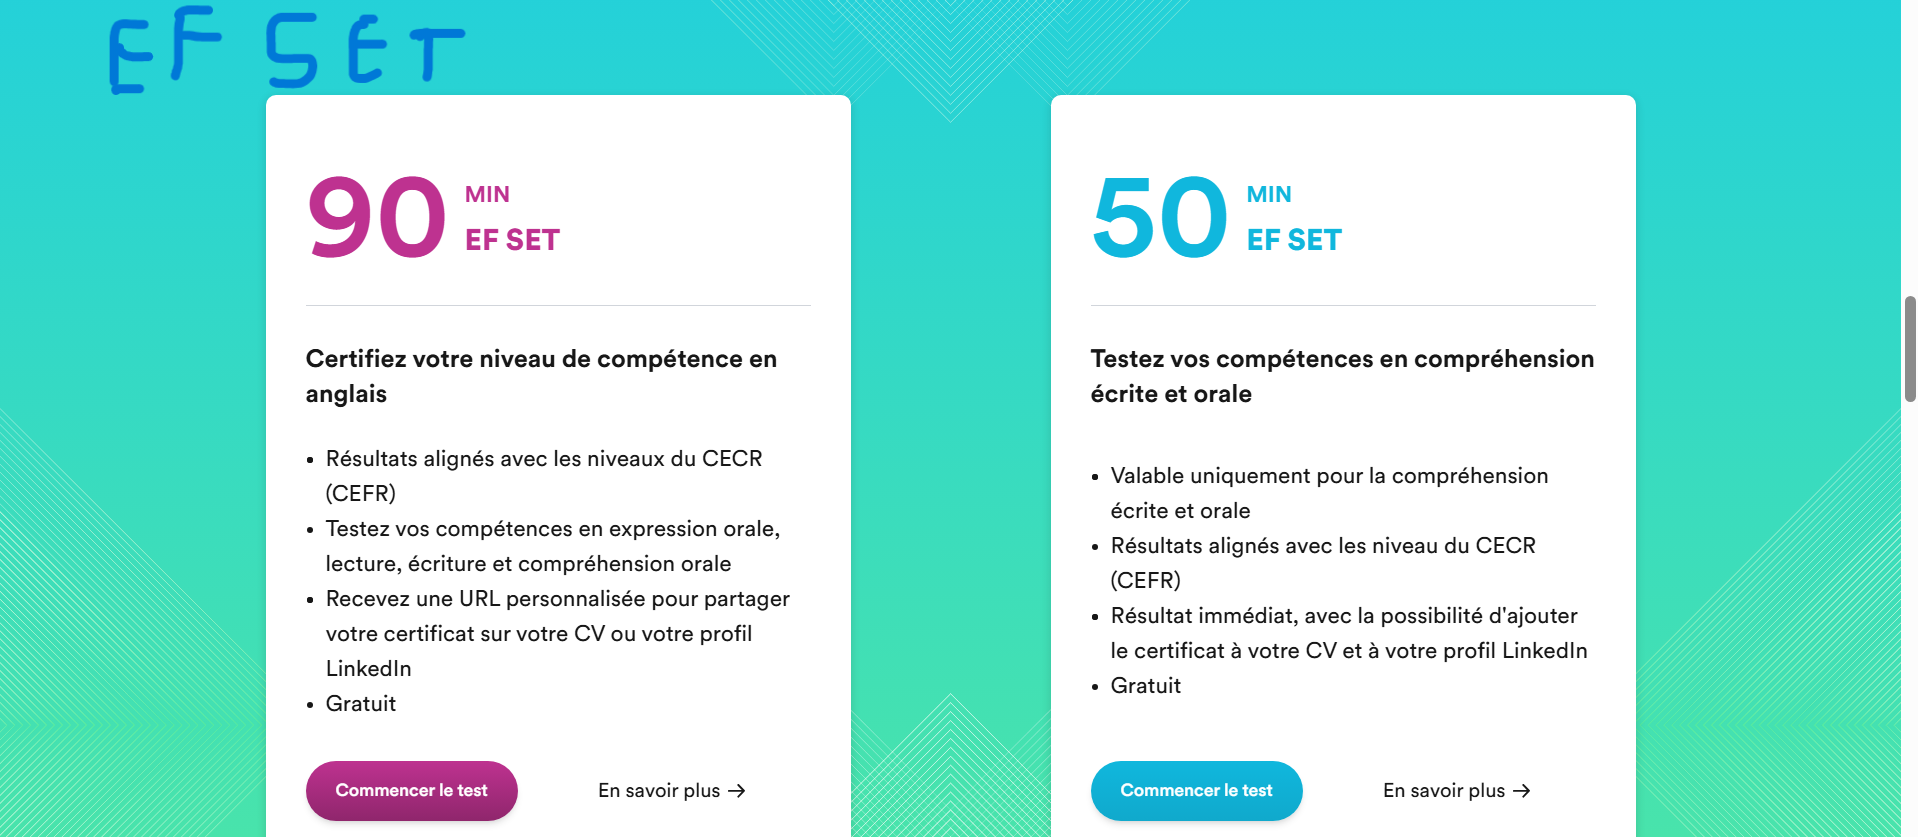 EF SET
90 MIN
EF SET
Certifiez votre niveau de compétence en
anglais
• Résultats alignés avec les niveaux du CECR
(CEFR)
• Testez vos compétences en expression orale,
lecture, écriture et compréhension orale
• Recevez une URL personnalisée pour partager
votre certificat sur votre CV ou votre profil
LinkedIn
• Gratuit
Commencer le test
En savoir plus →
50 MIN
EF SET
Testez vos compétences en compréhension
écrite et orale
• Valable uniquement pour la compréhension
écrite et orale
• Résultats alignés avec les niveau du CECR
(CEFR)
• Résultat immédiat, avec la possibilité d'ajouter
le certificat à votre CV et à votre profil LinkedIn
• Gratuit
Commencer le test
En savoir plus →